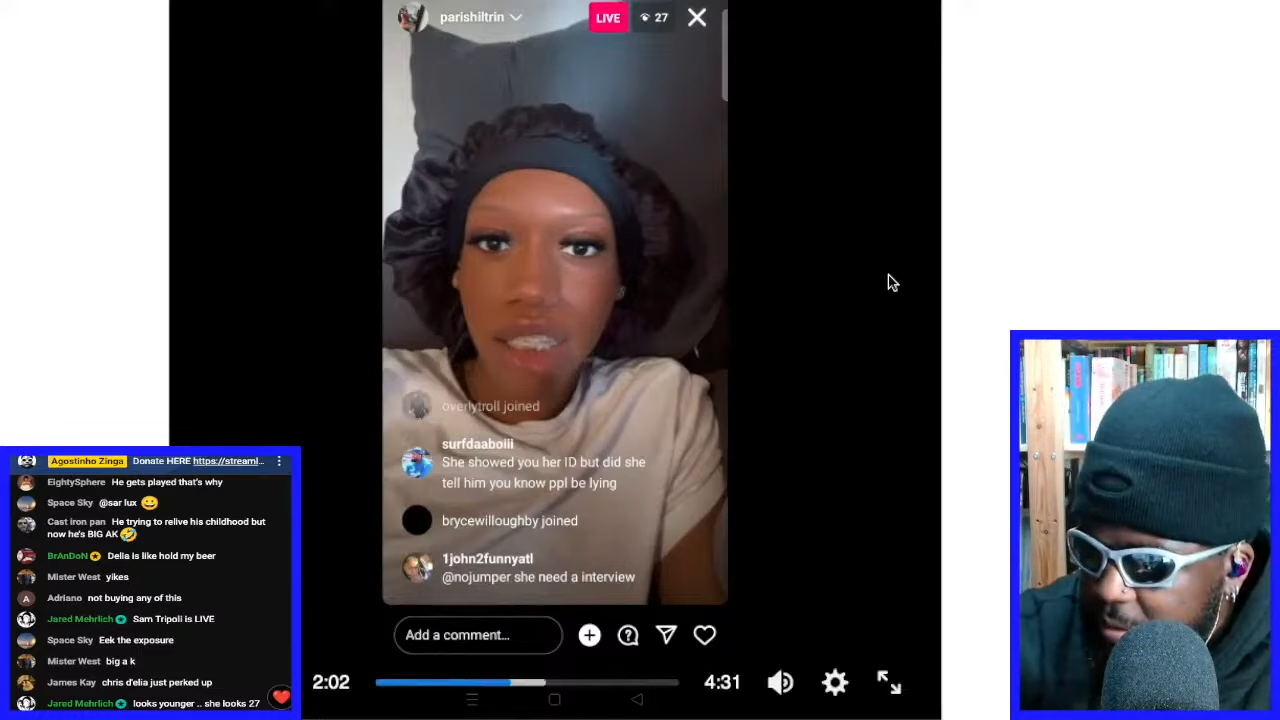 parishiltrin
LIVE
27
overlytroll joined
surfdaaboiii
She showed you her ID but did she
tell him you know ppl be lying
brycewilloughby joined
1john2funnyatl
@nojumper she need a interview
Add a comment...
2:02
4:31
Agostinho Zinga Donate HERE https://streaml...
EightySphere He gets played that's why
Space Sky @sar lux 😀
Cast iron pan He trying to relive his childhood but
now he's BIG AK 🤣
BrAnDoN Delia is like hold my beer
Mister West yikes
A Adriano not buying any of this
Jared Mehrlich Sam Tripoli is LIVE
Space Sky Eek the exposure
Mister West big a k
James Kay chris d'elia just perked up
Jared Mehrlich looks younger .. she looks 27